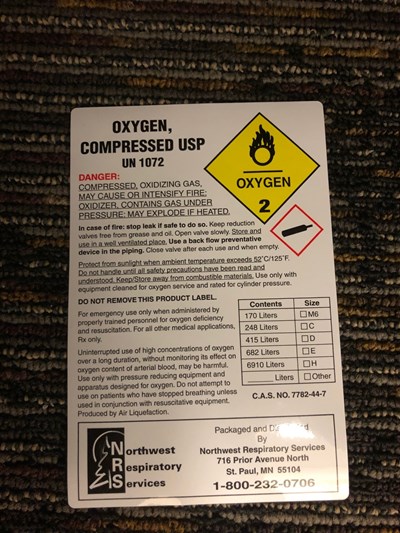 OXYGEN,
COMPRESSED USP
UN 1072
DANGER:
COMPRESSED, OXIDIZING GAS,
MAY CAUSE OR INTENSIFY FIRE;
OXIDIZER, CONTAINS GAS UNDER
PRESSURE; MAY EXPLODE IF HEATED.
OXYGEN
2
In case of fire: stop leak if safe to do so. Keep reduction
valves free from grease and oil. Open valve slowly. Store and
use in a well ventilated place. Use a back flow preventative
device in the piping. Close valve after each use and when empty.
Protect from sunlight when ambient temperature exceeds 52°C/125°F.
Do not handle until all safety precautions have been read and
understood. Keep/Store away from combustible materials. Use only with
equipment cleaned for oxygen service and rated for cylinder pressure.
DO NOT REMOVE THIS PRODUCT LABEL.
For emergency use only when administered by
properly trained personnel for oxygen deficiency
and resuscitation. For all other medical applications,
Rx only.
Uninterrupted use of high concentrations of oxygen
over a long duration, without monitoring its effect on
oxygen content of arterial blood, may be harmful.
Use only with pressure reducing equipment and
apparatus designed for oxygen. Do not attempt to
use on patients who have stopped breathing unless
used in conjunction with resuscitative equipment.
Produced by Air Liquefaction.
Contents Size
170 Liters M6
248 Liters C
415 Liters D
682 Liters E
6910 Liters H
Liters Other
C.A.S. NO. 7782-44-7
NRS
Northwest
Respiratory
Services
Packaged and
By
Northwest Respiratory Services
716 Prior Avenue North
St. Paul, MN 55104
1-800-232-0706